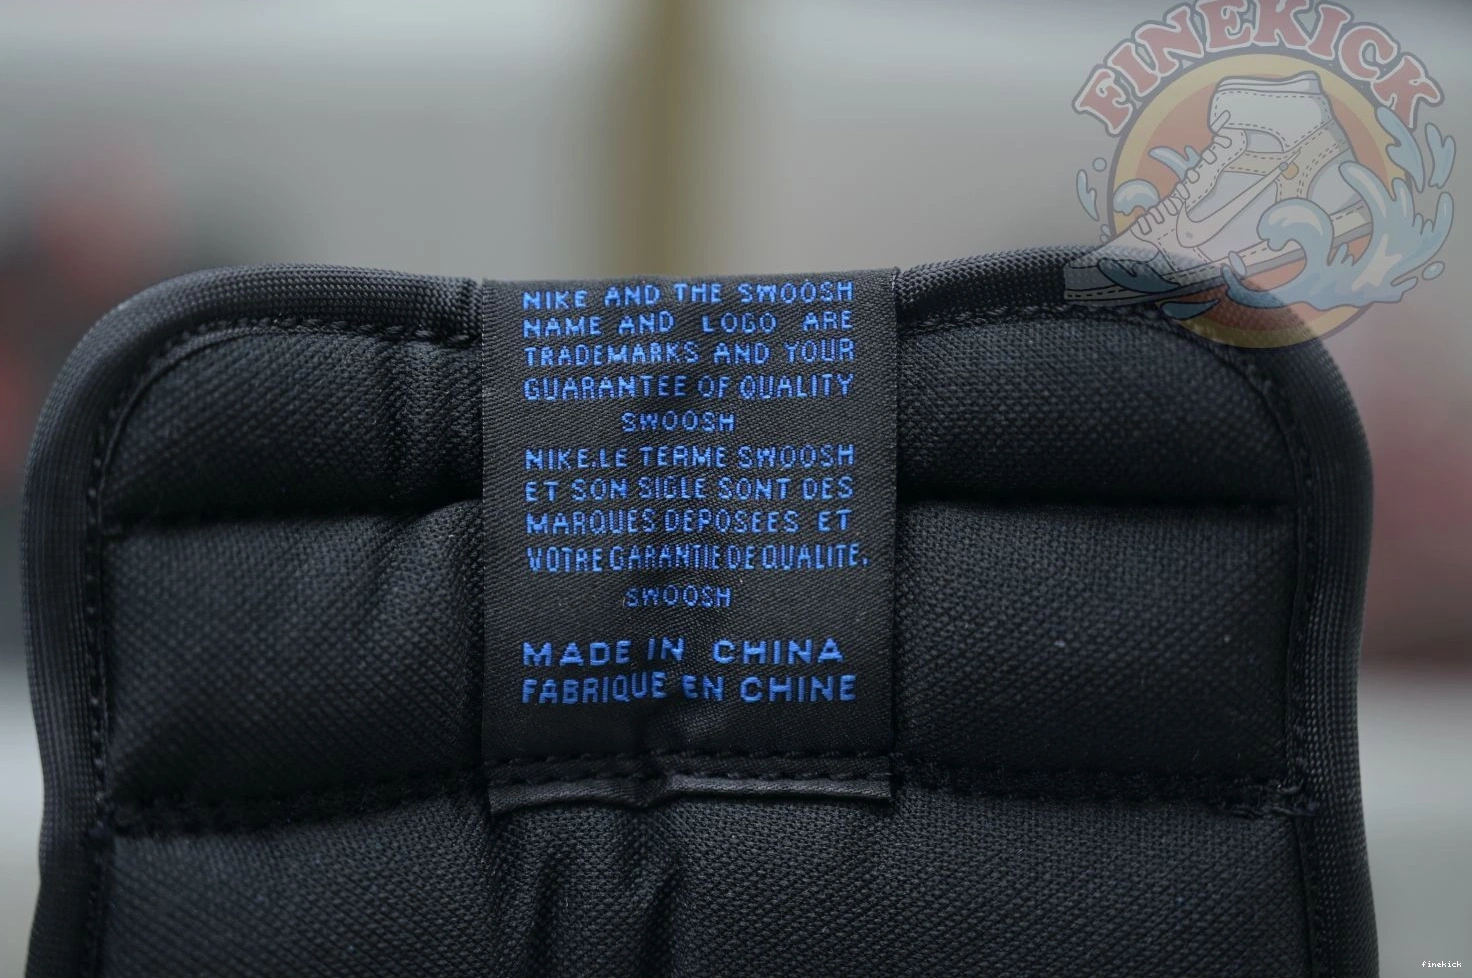 FINEKICK
NIKE AND THE SWOOSH
NAME AND LOGO ARE
TRADEMARKS AND YOUR
GUARANTEE OF QUALITY
SWOOSH
NIKE.LE TERME SWOOSH
ET SON SIGLE SONT DES
MARQUES DEPOSEES ET
VOTRE GARANTIE DE QUALITE.
SWOOSH
MADE IN CHINA
FABRIQUE EN CHINE
finekick